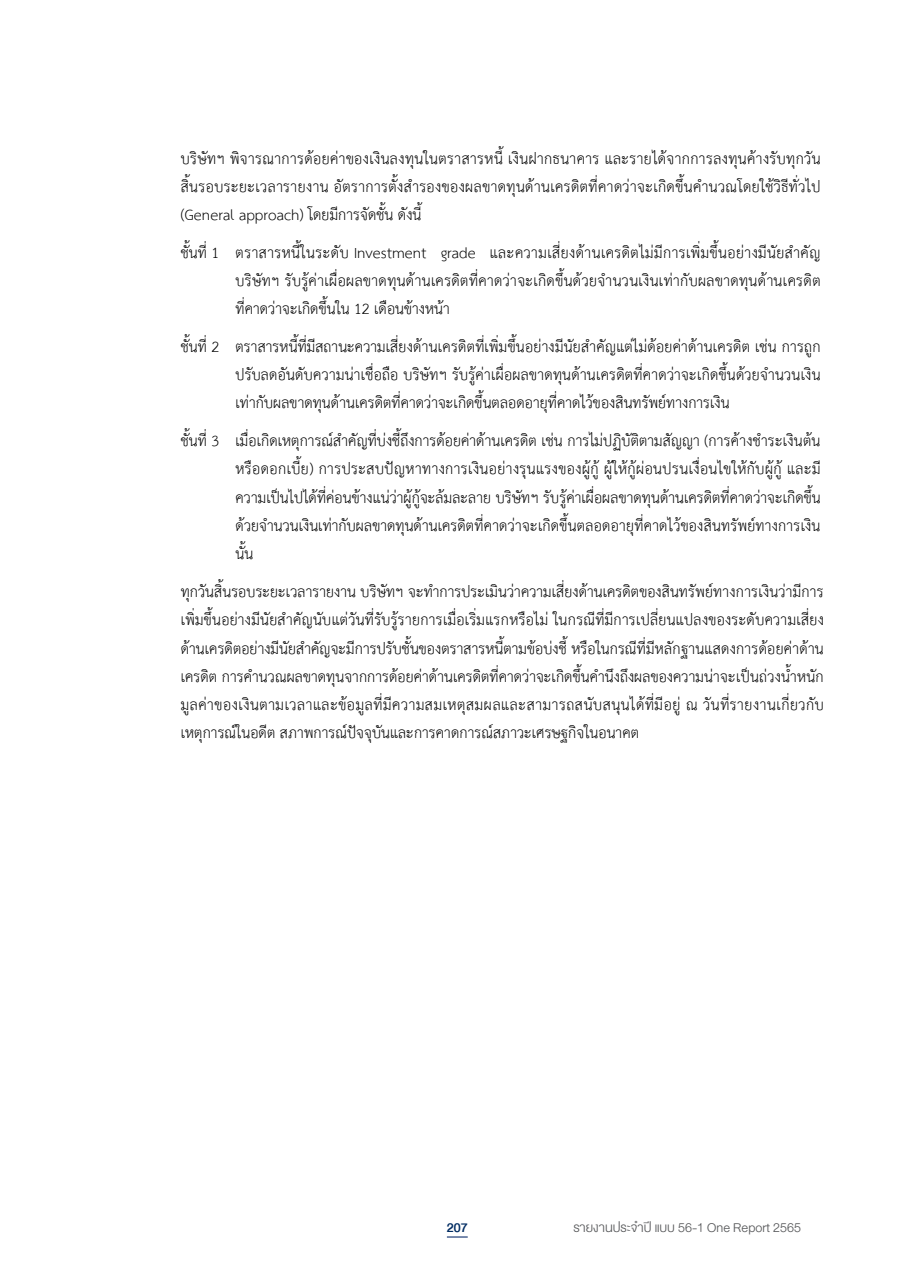 บริษัทฯ พิจารณาการด้อยค่าของเงินลงทุนในตราสารหนี้ เงินฝากธนาคาร และรายได้จากการลงทุนค้างรับทุกวัน
สิ้นรอบระยะเวลารายงาน อัตราการตั้งสำรองของผลขาดทุนด้านเครดิตที่คาดว่าจะเกิดขึ้นคำนวณโดยใช้วิธีทั่วไป
(General approach) โดยมีการจัดชั้น ดังนี้
ชั้นที่ 1 ตราสารหนี้ในระดับ Investment grade และความเสี่ยงด้านเครดิตไม่มีการเพิ่มขึ้นอย่างมีนัยสำคัญ
บริษัทฯ รับรู้ค่าเผื่อผลขาดทุนด้านเครดิตที่คาดว่าจะเกิดขึ้นด้วยจำนวนเงินเท่ากับผลขาดทุนด้านเครดิต
ที่คาดว่าจะเกิดขึ้นใน 12 เดือนข้างหน้า
ชั้นที่ 2 ตราสารหนี้ที่มีสถานะความเสี่ยงด้านเครดิตที่เพิ่มขึ้นอย่างมีนัยสำคัญแต่ไม่ด้อยค่าด้านเครดิต เช่น การถูก
ปรับลดอันดับความน่าเชื่อถือ บริษัทฯ รับรู้ค่าเผื่อผลขาดทุนด้านเครดิตที่คาดว่าจะเกิดขึ้นด้วยจำนวนเงิน
เท่ากับผลขาดทุนด้านเครดิตที่คาดว่าจะเกิดขึ้นตลอดอายุที่คาดไว้ของสินทรัพย์ทางการเงิน
ชั้นที่ 3 เมื่อเกิดเหตุการณ์สำคัญที่บ่งชี้ถึงการด้อยค่าด้านเครดิต เช่น การไม่ปฏิบัติตามสัญญา (การค้างชำระเงินต้น
หรือดอกเบี้ย) การประสบปัญหาทางการเงินอย่างรุนแรงของผู้กู้ ผู้ให้กู้ผ่อนปรนเงื่อนไขให้กับผู้กู้ และมี
ความเป็นไปได้ที่ค่อนข้างแน่ว่าผู้กู้จะล้มละลาย บริษัทฯ รับรู้ค่าเผื่อผลขาดทุนด้านเครดิตที่คาดว่าจะเกิดขึ้น
ด้วยจำนวนเงินเท่ากับผลขาดทุนด้านเครดิตที่คาดว่าจะเกิดขึ้นตลอดอายุที่คาดไว้ของสินทรัพย์ทางการเงิน
นั้น
ทุกวันสิ้นรอบระยะเวลารายงาน บริษัทฯ จะทำการประเมินว่าความเสี่ยงด้านเครดิตของสินทรัพย์ทางการเงินว่ามีการ
เพิ่มขึ้นอย่างมีนัยสำคัญนับแต่วันที่รับรู้รายการเมื่อเริ่มแรกหรือไม่ ในกรณีที่มีการเปลี่ยนแปลงของระดับความเสี่ยง
ด้านเครดิตอย่างมีนัยสำคัญจะมีการปรับชั้นของตราสารหนี้ตามข้อบ่งชี้ หรือในกรณีที่มีหลักฐานแสดงการด้อยค่าด้าน
เครดิต การคำนวณผลขาดทุนจากการด้อยค่าด้านเครดิตที่คาดว่าจะเกิดขึ้นคำนึงถึงผลของความน่าจะเป็นถ่วงน้ำหนัก
มูลค่าของเงินตามเวลาและข้อมูลที่มีความสมเหตุสมผลและสามารถสนับสนุนได้ที่มีอยู่ ณ วันที่รายงานเกี่ยวกับ
เหตุการณ์ในอดีต สภาพการณ์ปัจจุบันและการคาดการณ์สภาวะเศรษฐกิจในอนาคต
207 รายงานประจำปี แบบ 56-1 One Report 2565